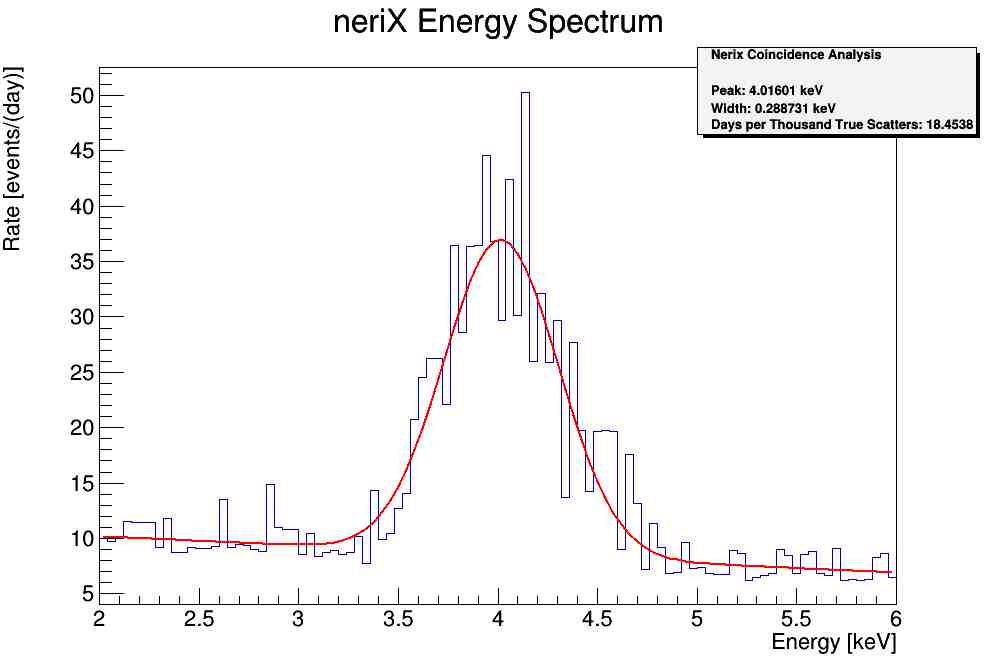 neriX Energy Spectrum
Nerix Coincidence Analysis
Peak: 4.01601 keV
Width: 0.288731 keV
Days per Thousand True Scatters: 18.4538
Rate [events/(day)]
50
45
40
35
30
25
20
15
10
5
2 2.5 3 3.5 4 4.5 5 5.5 6
Energy [keV]